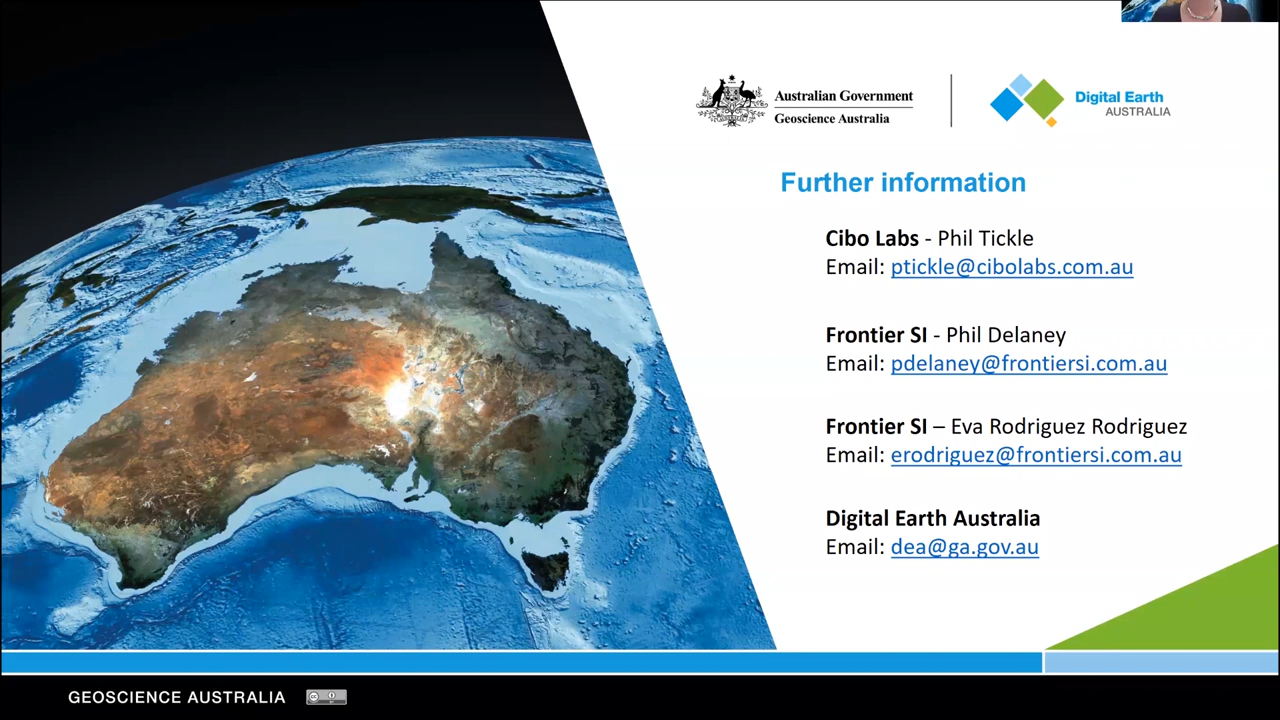 Australian Government
Geoscience Australia
Digital Earth
AUSTRALIA
Further information
Cibo Labs - Phil Tickle
Email: ptickle@cibolabs.com.au
Frontier SI - Phil Delaney
Email: pdelaney@frontiersi.com.au
Frontier SI – Eva Rodriguez Rodriguez
Email: erodriguez@frontiersi.com.au
Digital Earth Australia
Email: dea@ga.gov.au
GEOSCIENCE AUSTRALIA